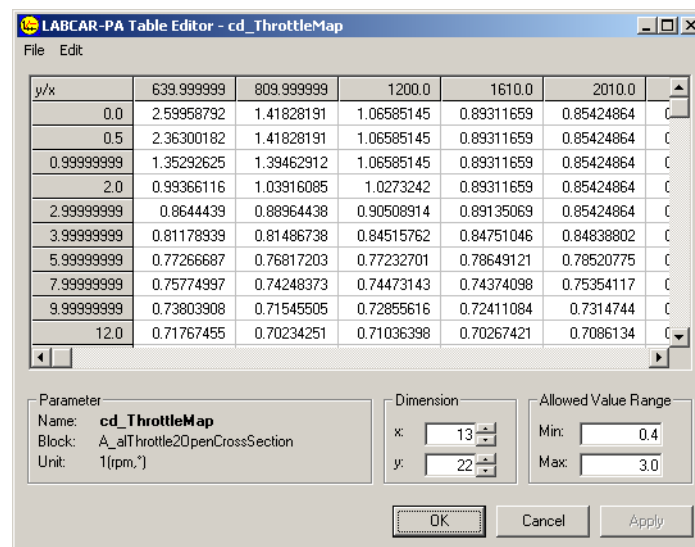 LABCAR-PA Table Editor - cd_ThrottleMap
File Edit
y/x 639.999999 809.999999 1200.0 1610.0 2010.0
0.0 2.59958792 1.41828191 1.06585145 0.89311659 0.85424864
0.5 2.36300182 1.41828191 1.06585145 0.89311659 0.85424864
0.99999999 1.35292625 1.39462912 1.06585145 0.89311659 0.85424864
2.0 0.99366116 1.03916085 1.0273242 0.89311659 0.85424864
2.99999999 0.8644439 0.88964438 0.90508914 0.89135069 0.85424864
3.99999999 0.81178939 0.81486738 0.84515762 0.84751046 0.84838802
5.99999999 0.77266687 0.76817203 0.77232701 0.78649121 0.78520775
7.99999999 0.75774997 0.74248373 0.74473143 0.74374098 0.75354117
9.99999999 0.73803908 0.71545505 0.72855616 0.72411084 0.7314744
12.0 0.71767455 0.70234251 0.71036398 0.70267421 0.7086134
Parameter
Name: cd_ThrottleMap
Block: A_alThrottle2OpenCrossSection
Unit: 1(rpm,°)
Dimension
x: 13
y: 22
Allowed Value Range
Min: 0.4
Max: 3.0
OK Cancel Apply